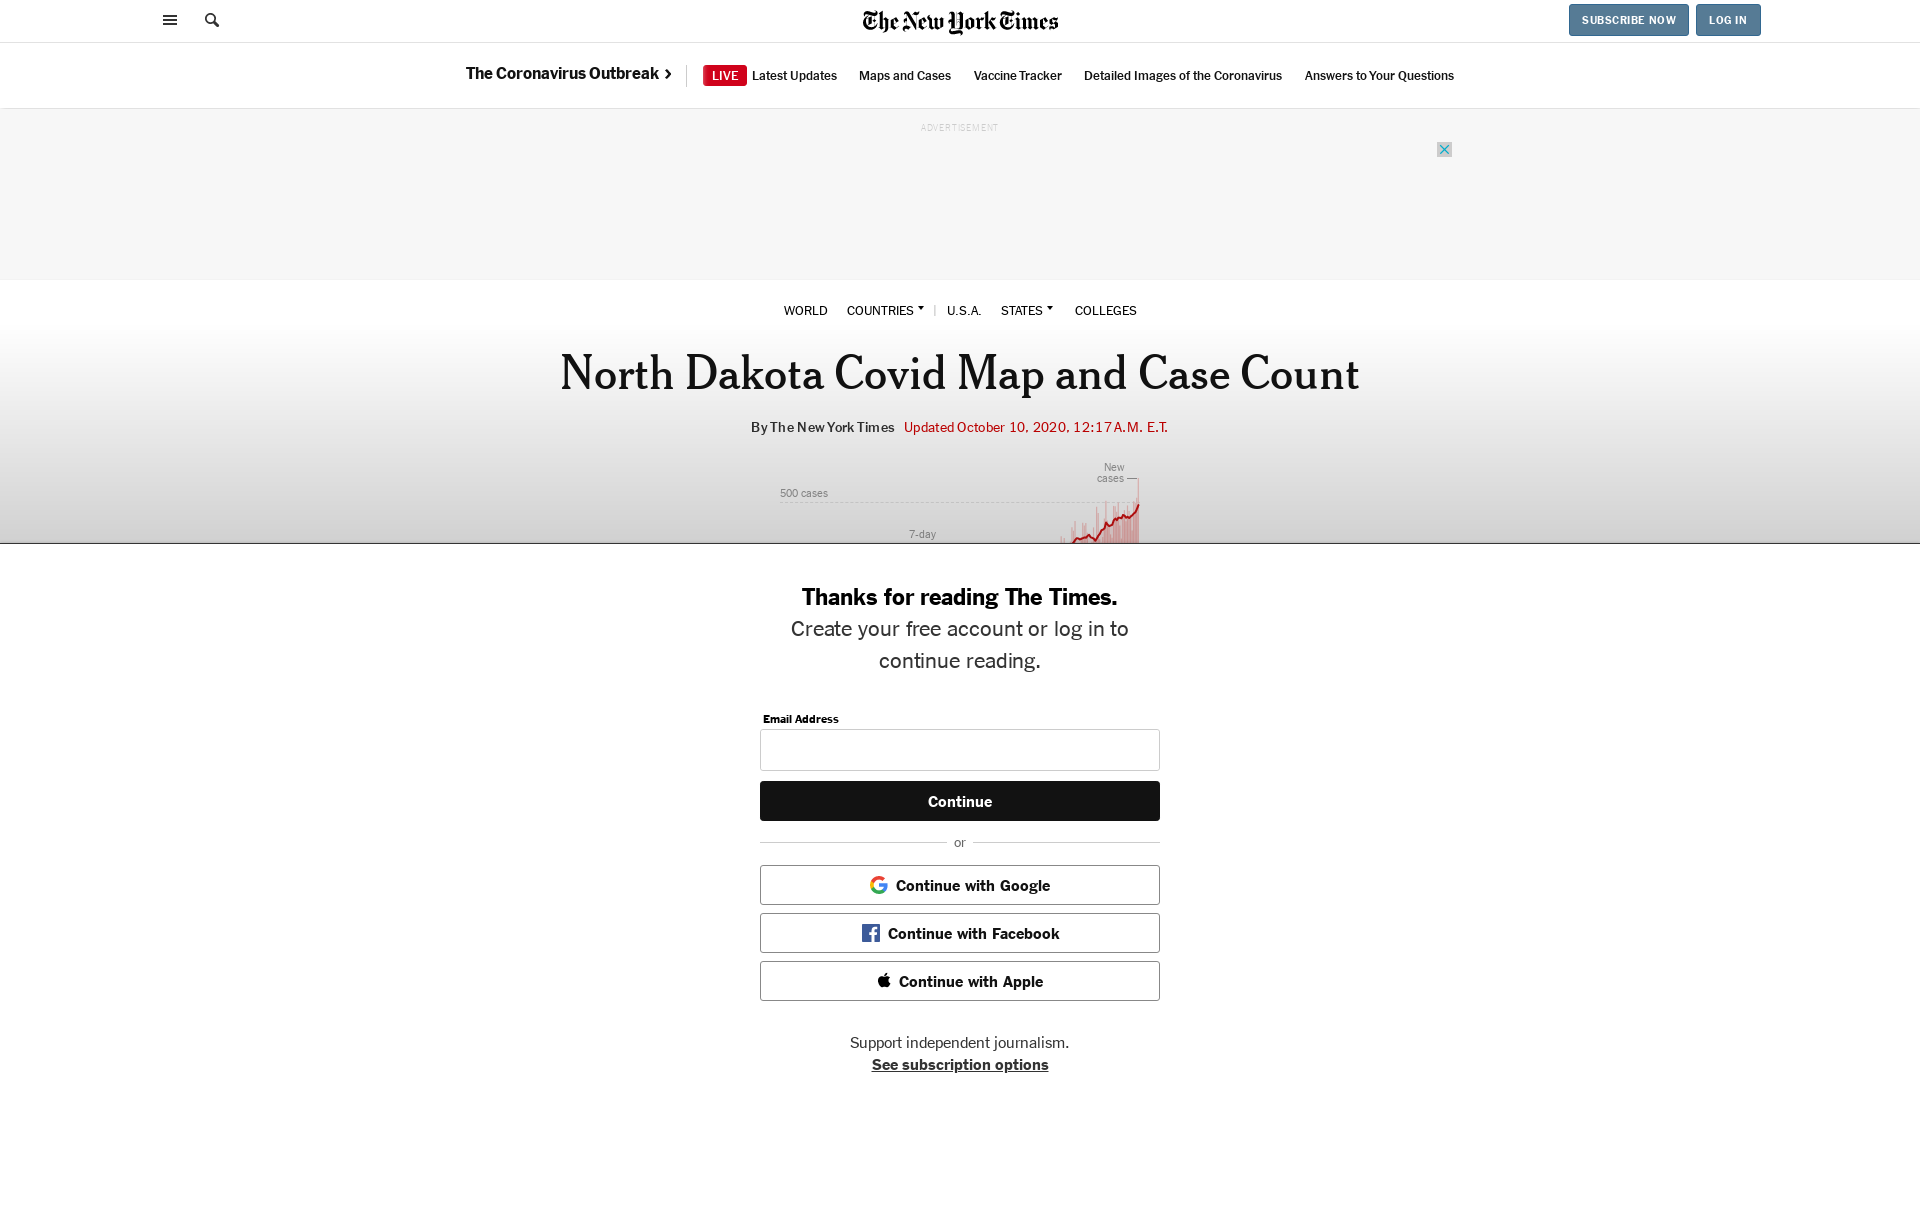 The New York Times
SUBSCRIBE NOW
LOG IN
The Coronavirus Outbreak
LIVE Latest Updates
Maps and Cases
Vaccine Tracker
Detailed Images of the Coronavirus
Answers to Your Questions
ADVERTISEMENT
WORLD COUNTRIES | U.S.A. STATES COLLEGES
North Dakota Covid Map and Case Count
By The New York Times Updated October 10, 2020, 12:17 A.M. E.T.
New
cases
500 cases
7-day
Thanks for reading The Times.
Create your free account or log in to
continue reading.
Email Address
Continue
or
Continue with Google
Continue with Facebook
Continue with Apple
Support independent journalism.
See subscription options